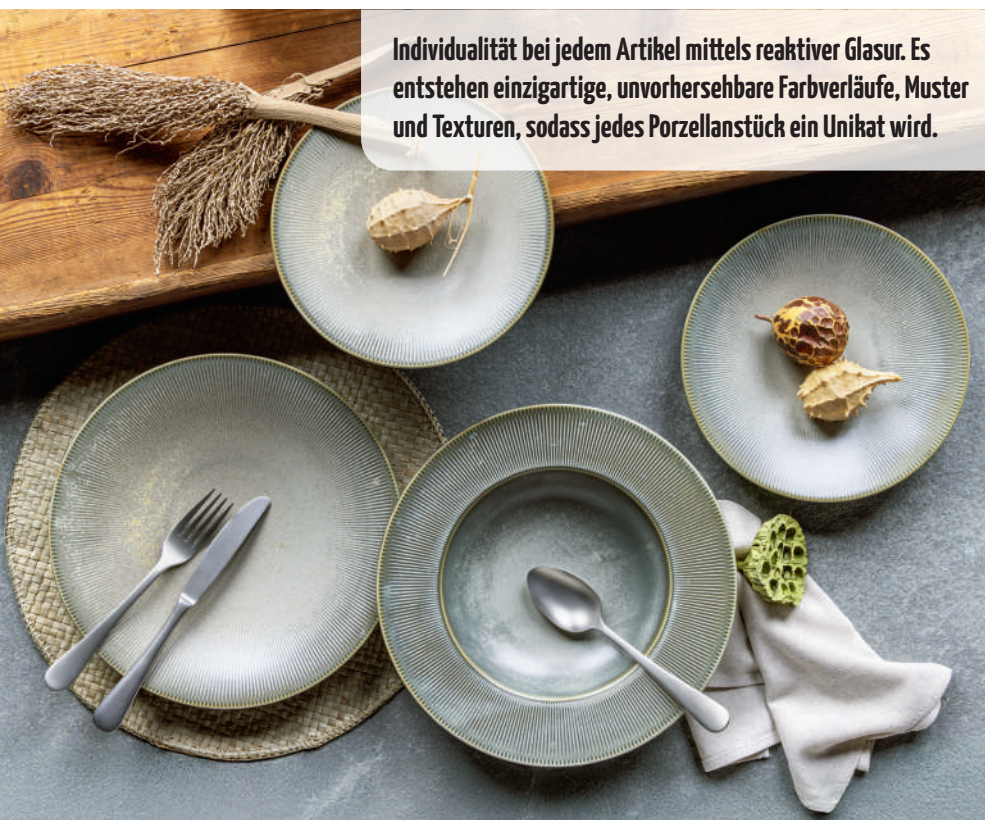 Individualität bei jedem Artikel mittels reaktiver Glasur. Es
entstehen einzigartige, unvorhersehbare Farbverläufe, Muster
und Texturen, sodass jedes Porzellanstück ein Unikat wird.